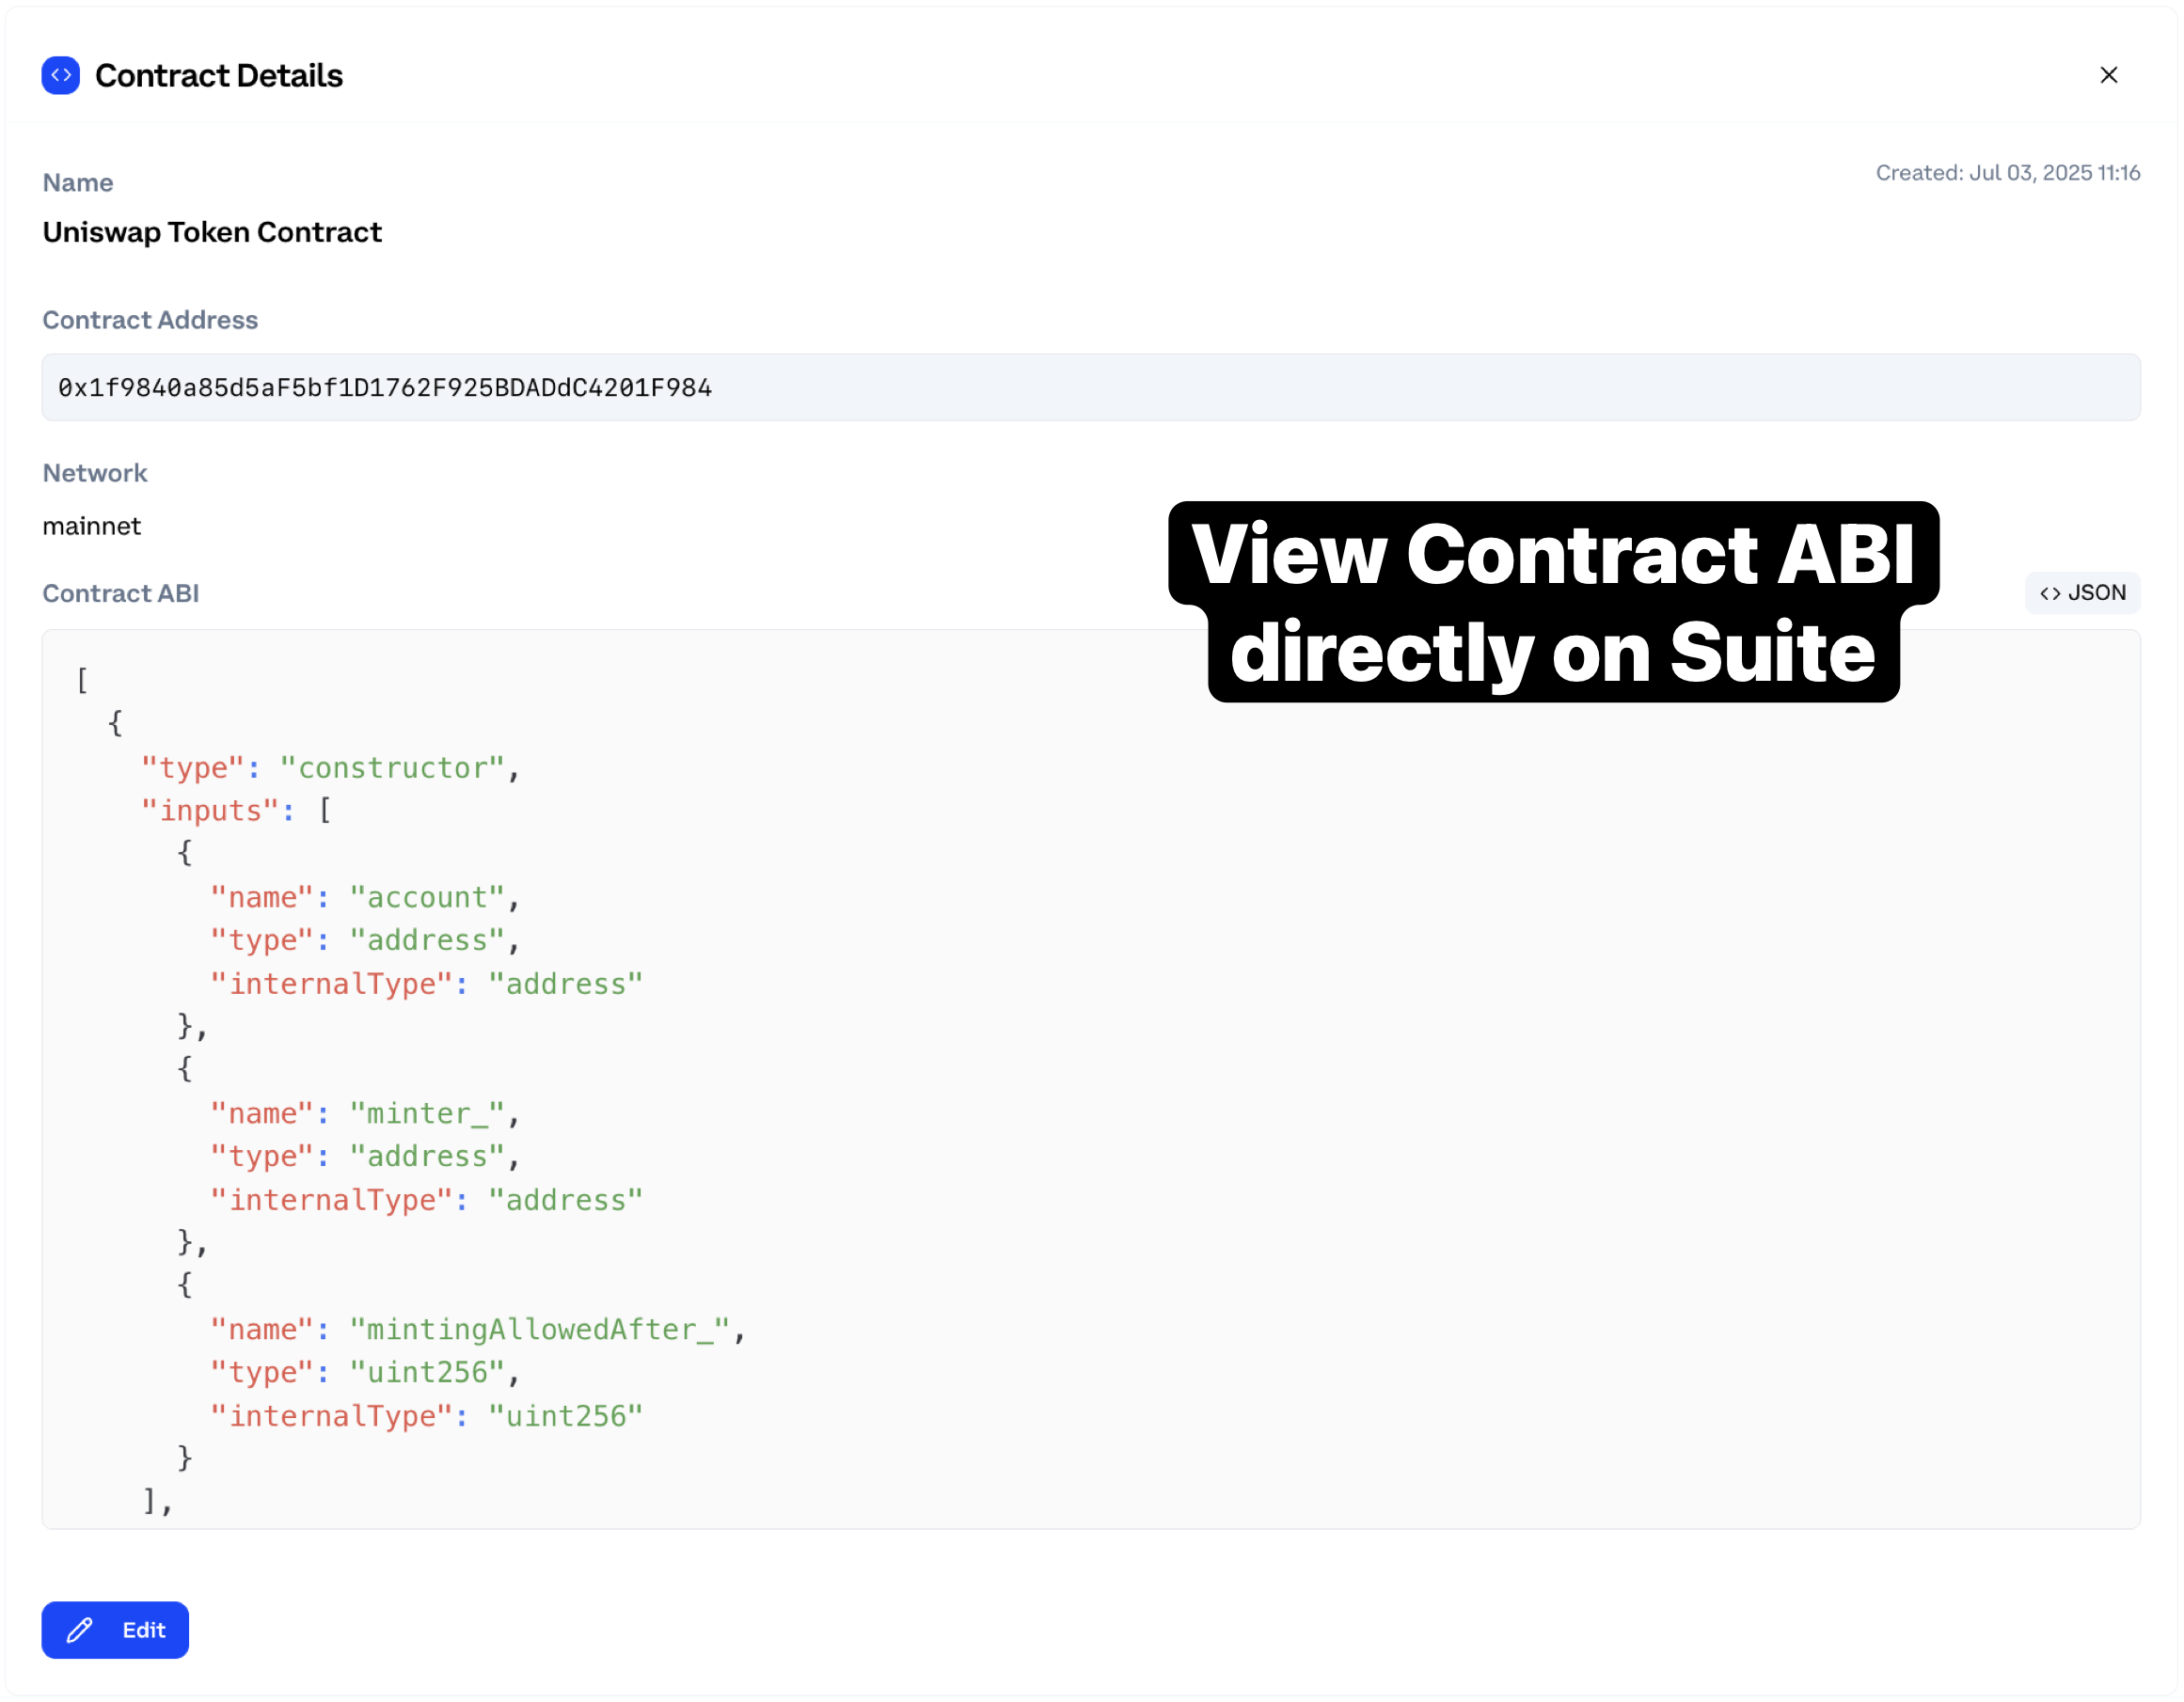 Contract Details
Created: Jul 03, 2025 11:16
Name
Uniswap Token Contract
Contract Address
0x1f9840a85d5aF5bf1D1762F925BDADdC4201F984
Network
mainnet
View Contract ABI
directly on Suite
Contract ABI
<> JSON
[
  {
    "type": "constructor",
    "inputs": [
      {
        "name": "account",
        "type": "address",
        "internalType": "address"
      },
      {
        "name": "minter_",
        "type": "address",
        "internalType": "address"
      },
      {
        "name": "mintingAllowedAfter_",
        "type": "uint256",
        "internalType": "uint256"
      }
    ],
Edit